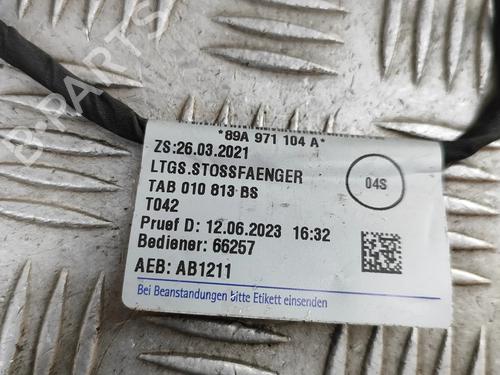 B-PARTS
*89A 971 104 A*
ZS:26.03.2021
LTGS.STOSSFAENGER
TAB 010 813 BS
T042
04S
Pruef D: 12.06.2023 16:32
Bediener: 66257
AEB: AB1211
Bei Beanstandungen bitte Etikett einsenden